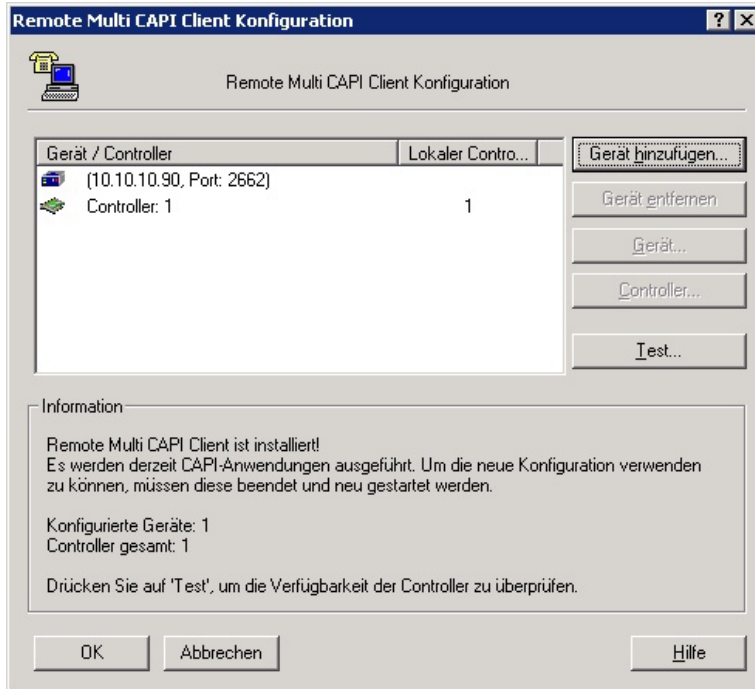 Remote Multi CAPI Client Konfiguration
Remote Multi CAPI Client Konfiguration
Gerät / Controller Lokaler Contro...
(10.10.10.90, Port: 2662)
Controller: 1 1
Gerät hinzufügen...
Gerät entfernen
Gerät...
Controller...
Test...
Information
Remote Multi CAPI Client ist installiert!
Es werden derzeit CAPI-Anwendungen ausgeführt. Um die neue Konfiguration verwenden
zu können, müssen diese beendet und neu gestartet werden.
Konfigurierte Geräte: 1
Controller gesamt: 1
Drücken Sie auf 'Test', um die Verfügbarkeit der Controller zu überprüfen.
OK Abbrechen Hilfe